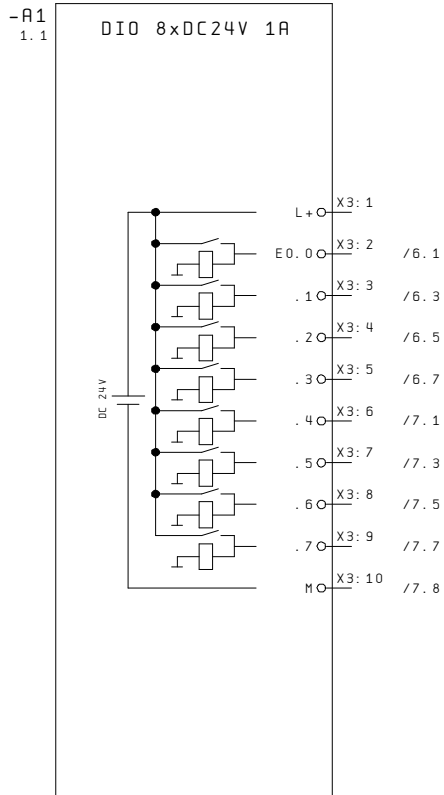 -A1
1.1
DIO 8xDC24V 1A
L+ X3:1
E0.0 X3:2 /6.1
.1 X3:3 /6.3
.2 X3:4 /6.5
.3 X3:5 /6.7
DC 24V
.4 X3:6 /7.1
.5 X3:7 /7.3
.6 X3:8 /7.5
.7 X3:9 /7.7
M X3:10 /7.8